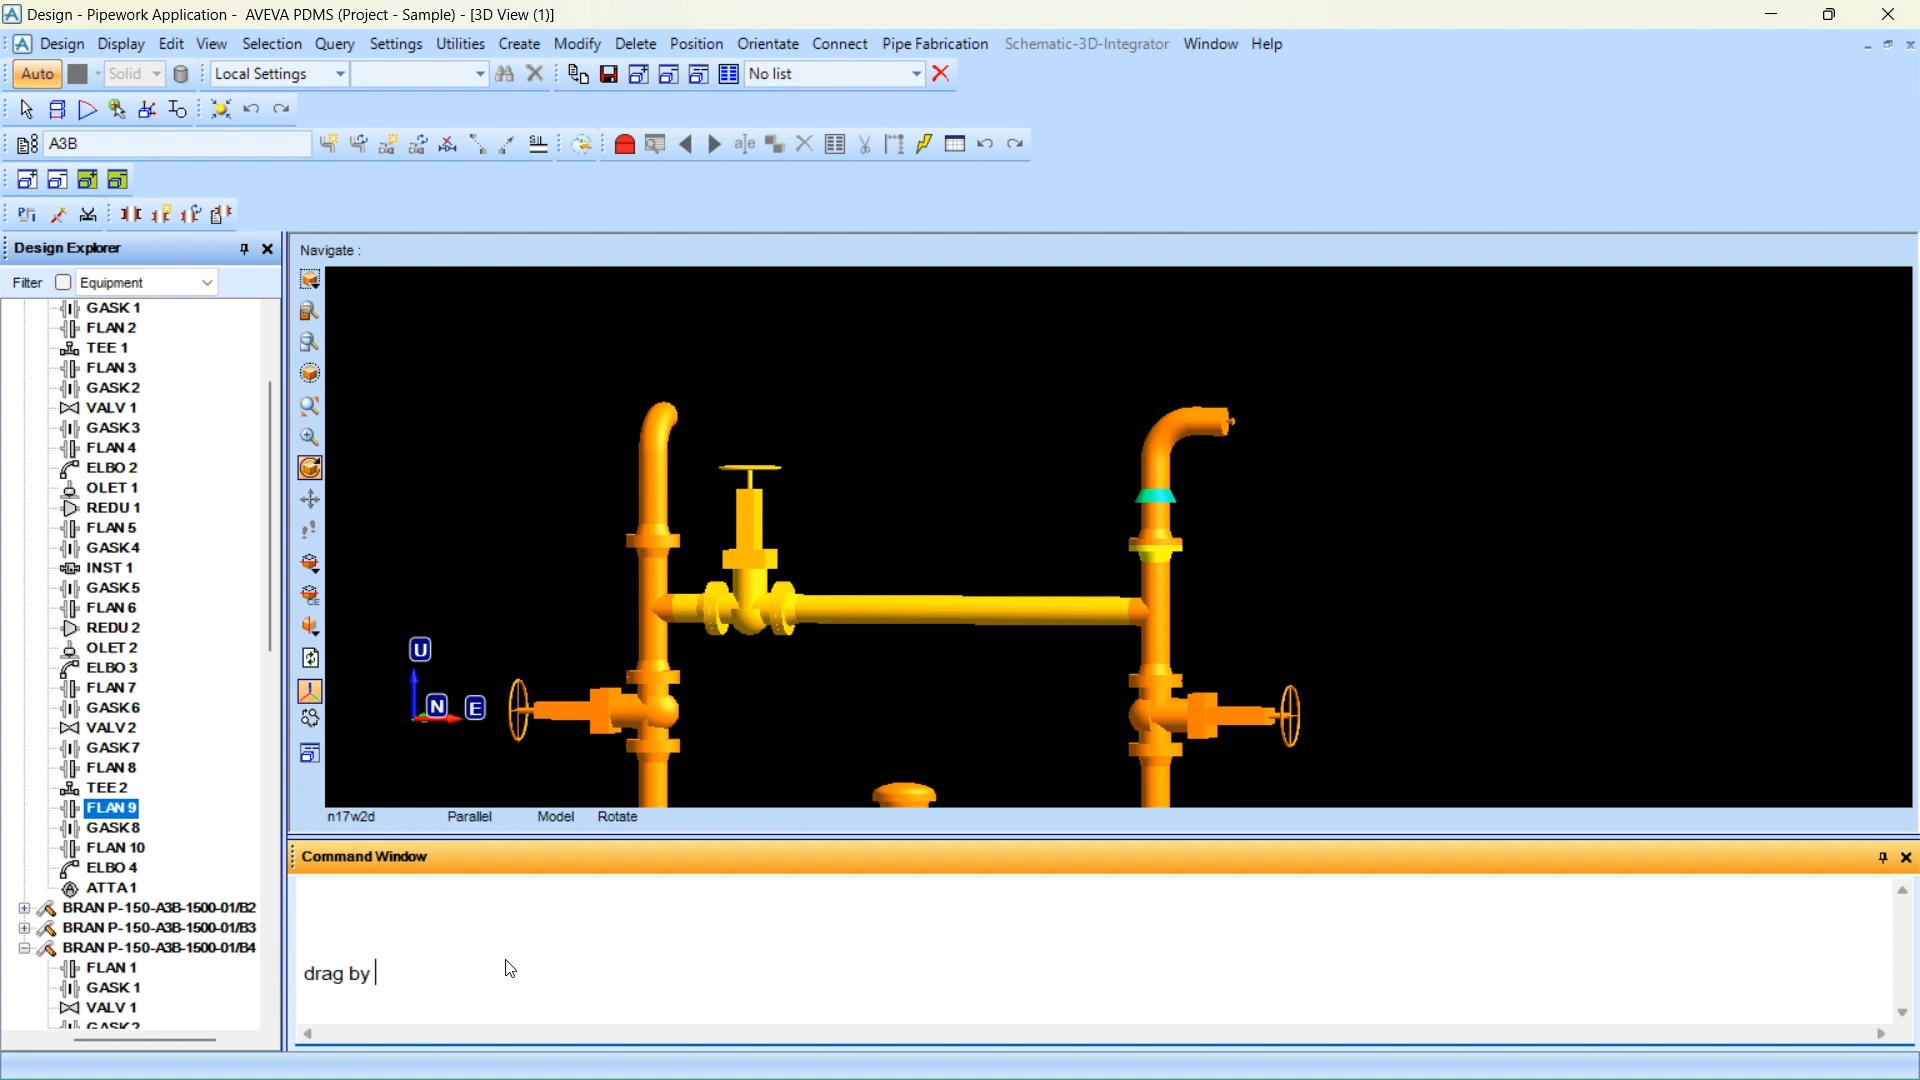 Design - Pipework Application - AVEVA PDMS (Project - Sample) - [3D View (1)]
Design Display Edit View Selection Query Settings Utilities Create Modify Delete Position Orientate Connect Pipe Fabrication Schematic-3D-Integrator Window Help
Auto Solid Local Settings No list
A3B
Design Explorer
Filter Equipment
GASK 1
FLAN 2
TEE 1
FLAN 3
GASK 2
VALV 1
GASK 3
FLAN 4
ELBO 2
OLET 1
REDU 1
FLAN 5
GASK 4
INST 1
GASK 5
FLAN 6
REDU 2
OLET 2
ELBO 3
FLAN 7
GASK 6
VALV 2
GASK 7
FLAN 8
TEE 2
FLAN 9
GASK 8
FLAN 10
ELBO 4
ATTA 1
BRAN P-150-A3B-1500-01/B2
BRAN P-150-A3B-1500-01/B3
BRAN P-150-A3B-1500-01/B4
FLAN 1
GASK 1
VALV 1
GASK 2
Navigate :
U
N
E
n17w2d Parallel Model Rotate
Command Window
drag by